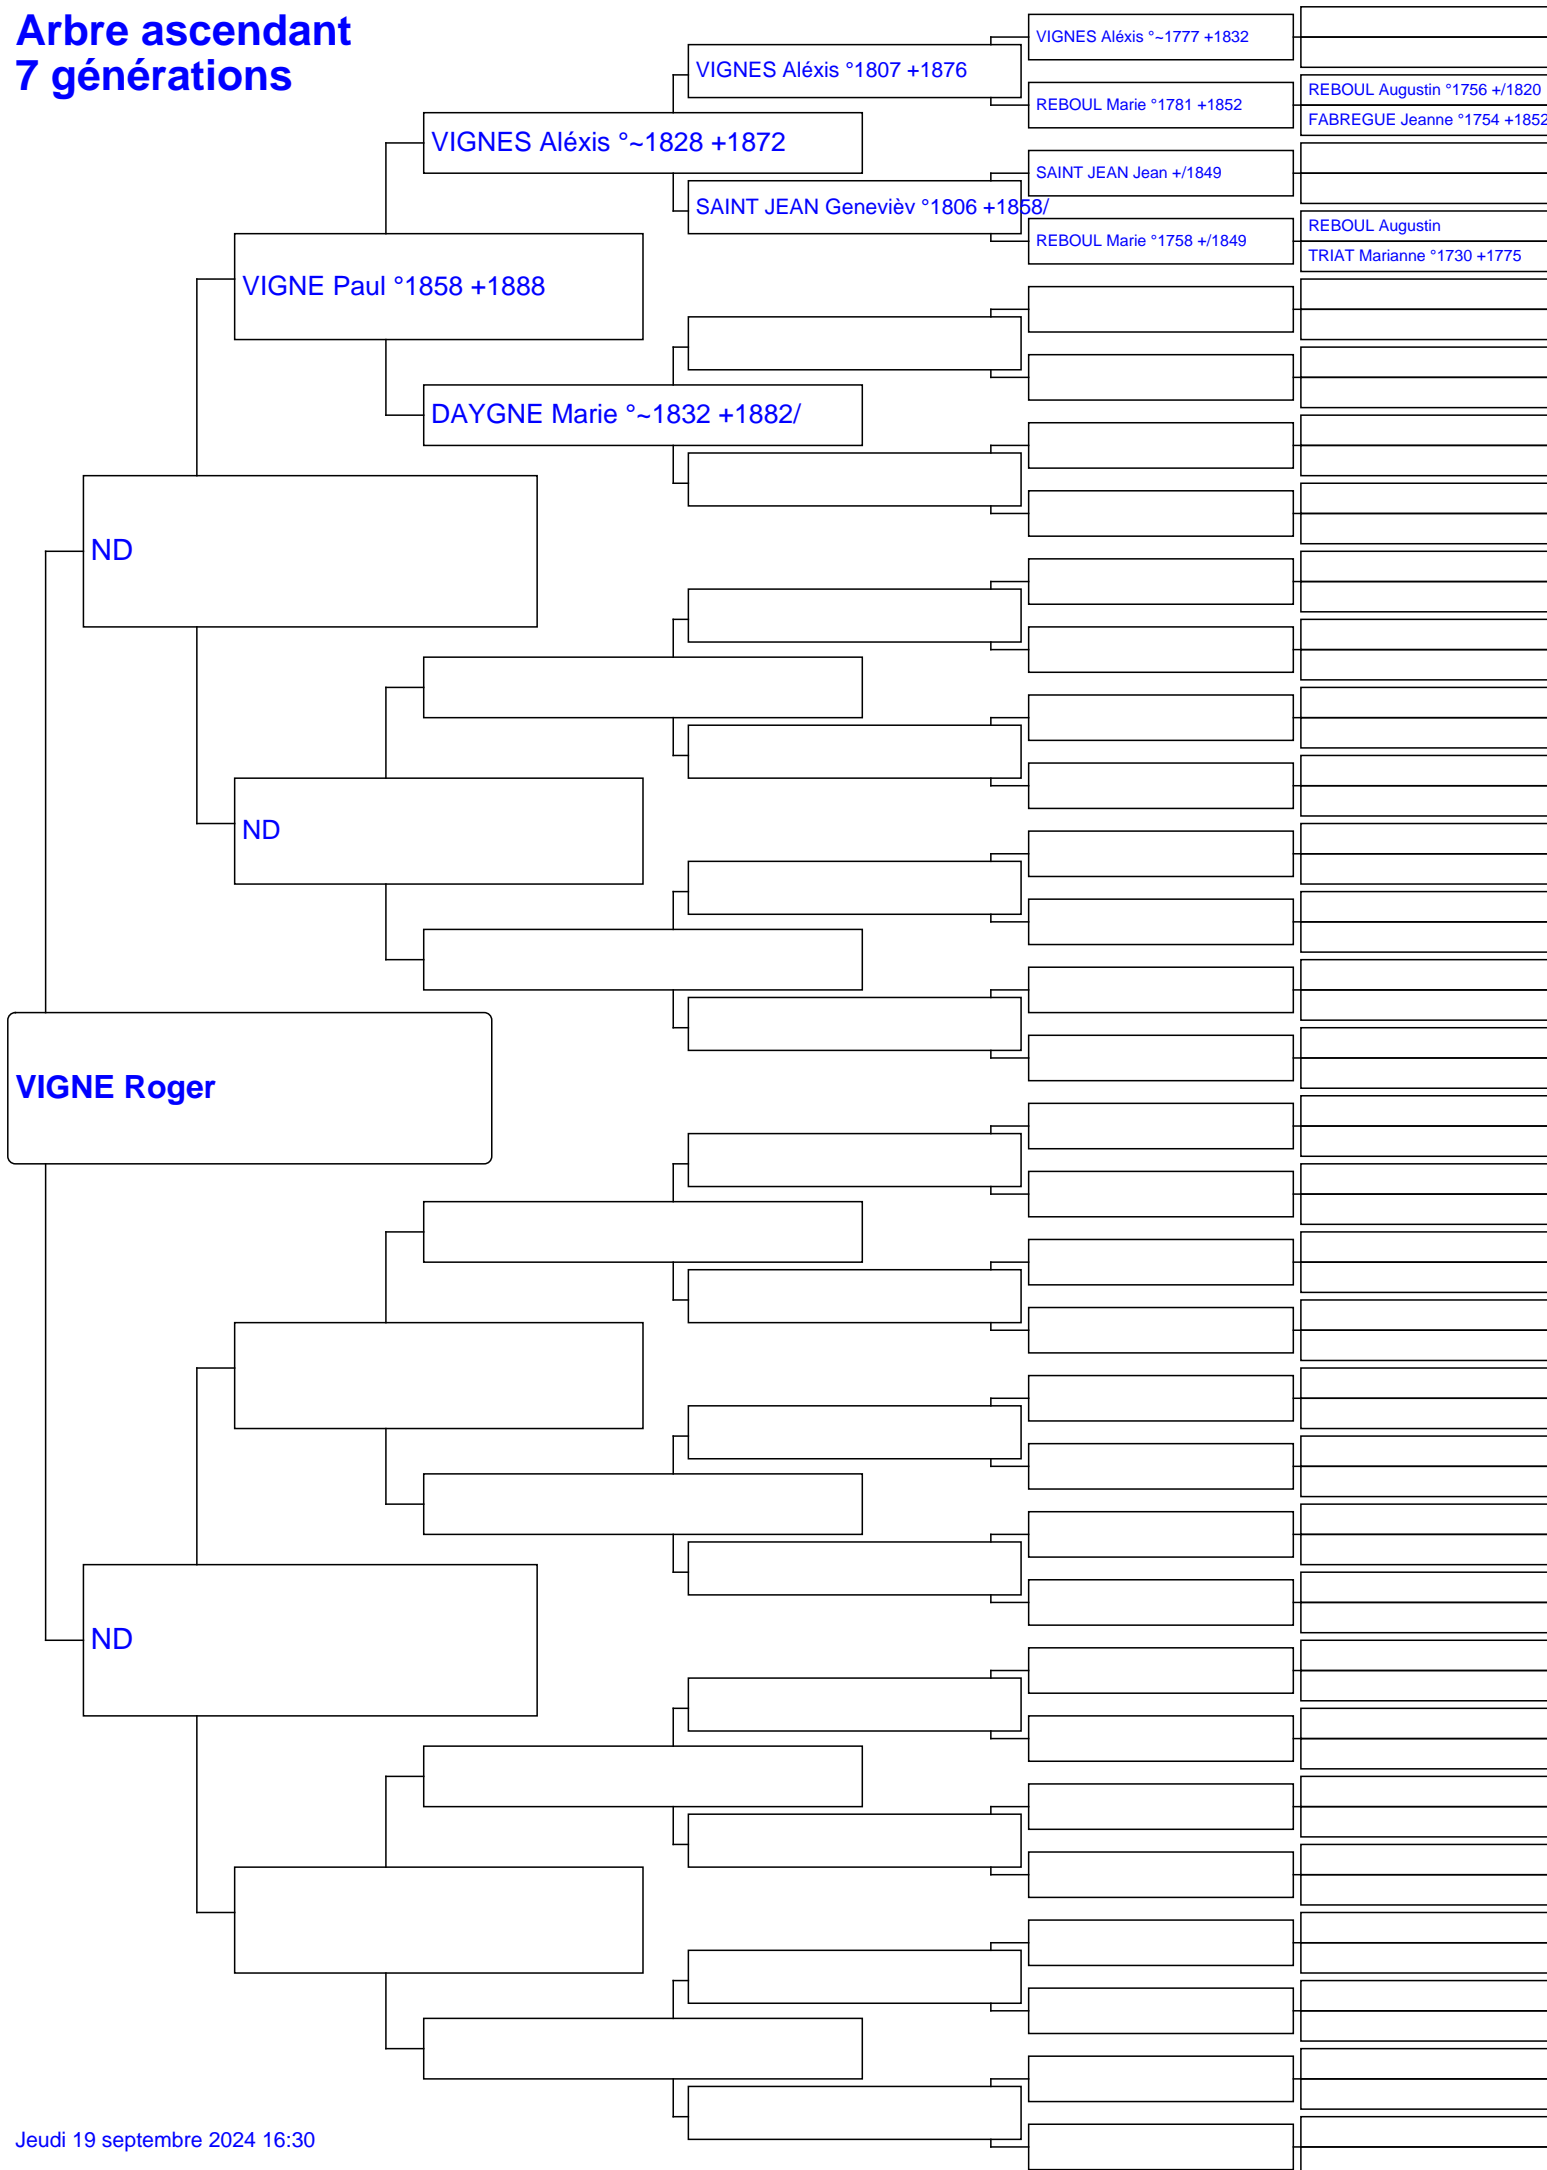 Arbre ascendant
7 générations
VIGNES Aléxis °~1777 +1832
VIGNES Aléxis °1807 +1876
REBOUL Augustin °1756 +/1820
REBOUL Marie °1781 +1852
FABREGUE Jeanne °1754 +1852
VIGNES Aléxis °~1828 +1872
SAINT JEAN Jean +/1849
SAINT JEAN Genevièv °1806 +1858/
REBOUL Augustin
REBOUL Marie °1758 +/1849
TRIAT Marianne °1730 +1775
VIGNE Paul °1858 +1888
DAYGNE Marie °~1832 +1882/
ND
ND
VIGNE Roger
ND
Jeudi 19 septembre 2024 16:30